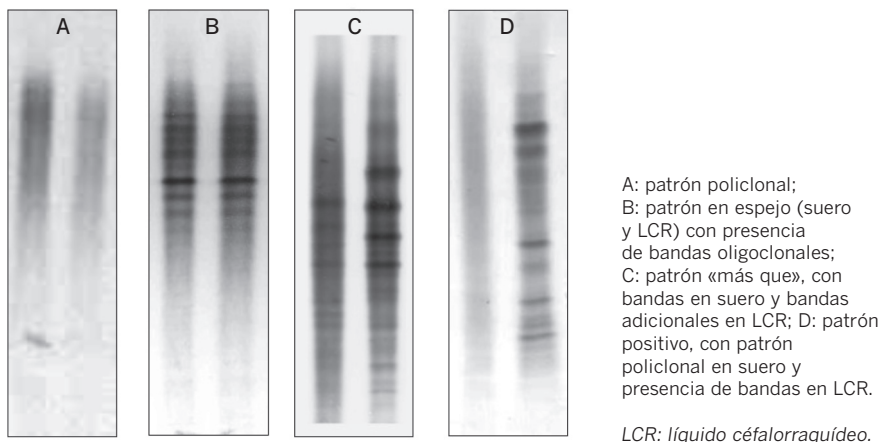 A
B
C
D
A: patrón policlonal;
B: patrón en espejo (suero
y LCR) con presencia
de bandas oligoclonales;
C: patrón «más que», con
bandas en suero y bandas
adicionales en LCR; D: patrón
positivo, con patrón
policlonal en suero y
presencia de bandas en LCR.
LCR: líquido céfalorraquídeo.